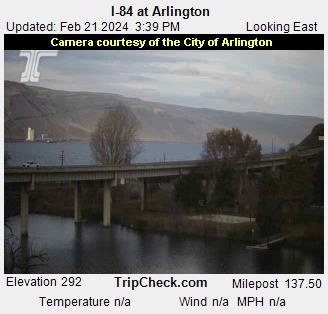 I-84 at Arlington
Updated: Feb 21 2024 3:39 PM Looking East
Camera courtesy of the City of Arlington
Elevation 292 TripCheck.com Milepost 137.50
Temperature n/a Wind n/a MPH n/a